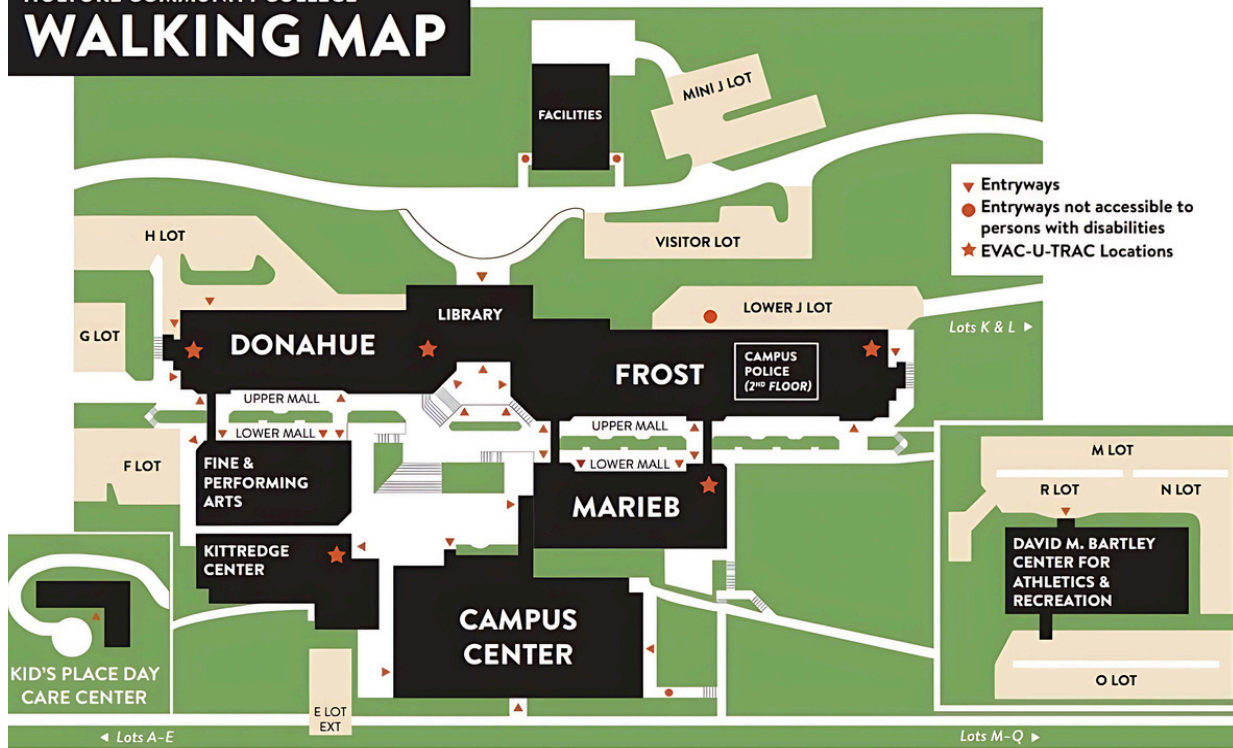 HOLYOKE COMMUNITY COLLEGE
WALKING MAP
FACILITIES
MINI J LOT
Entryways
Entryways not accessible to
persons with disabilities
EVAC-U-TRAC Locations
H LOT
VISITOR LOT
LIBRARY
LOWER J LOT
Lots K & L
G LOT
DONAHUE
FROST
CAMPUS
POLICE
(2ND FLOOR)
UPPER MALL
LOWER MALL
UPPER MALL
LOWER MALL
F LOT
FINE &
PERFORMING
ARTS
MARIEB
M LOT
R LOT
N LOT
KITTREDGE
CENTER
DAVID M. BARTLEY
CENTER FOR
ATHLETICS &
RECREATION
CAMPUS
CENTER
KID'S PLACE DAY
CARE CENTER
O LOT
E LOT
EXT
Lots A-E
Lots M-Q